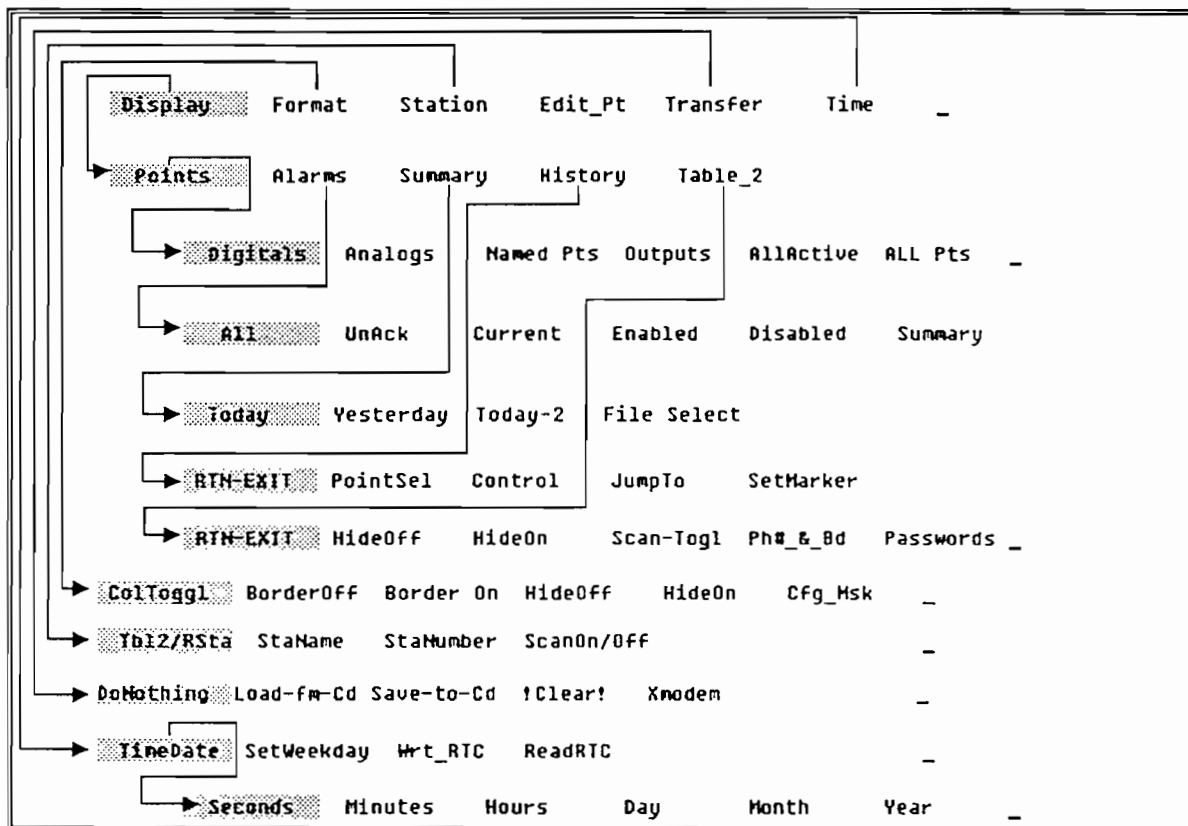 Display Format Station Edit_Pt Transfer Time _
Points Alarms Summary History Table_2
Digitals Analogs Named Pts Outputs AllActive ALL Pts _
All UnAck Current Enabled Disabled Summary
Today Yesterday Today-2 File Select
RTN-EXIT PointSel Control JumpTo SetMarker
RTN-EXIT HideOff HideOn Scan-Togl Ph#_&_Bd Passwords _
ColToggl BorderOff Border On HideOff HideOn Cfg_Msk _
Tbl2/RSta StaName StaNumber ScanOn/Off _
DoNothing Load-fm-Cd Save-to-Cd !Clear! Xmodem _
TimeDate SetWeekday Wrt_RTC ReadRTC _
Seconds Minutes Hours Day Month Year _